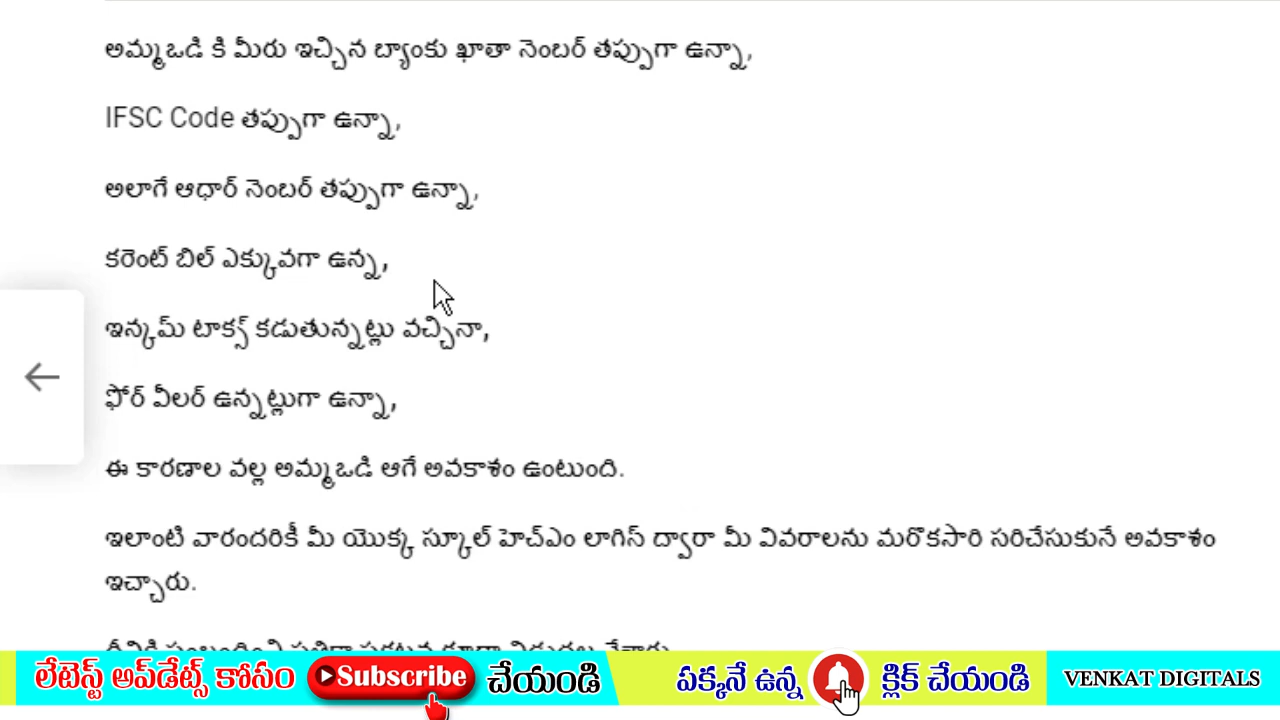 అమ్మఒడి కి మీరు ఇచ్చిన బ్యాంకు ఖాతా నెంబర్ తప్పుగా ఉన్నా,
IFSC Code తప్పుగా ఉన్నా,
అలాగే ఆధార్ నెంబర్ తప్పుగా ఉన్నా,
కరెంట్ బిల్ ఎక్కువగా ఉన్న,
ఇన్కమ్ టాక్స్ కడుతున్నట్లు వచ్చినా,
ఫోర్ వీలర్ ఉన్నట్లుగా ఉన్నా,
ఈ కారణాల వల్ల అమ్మఒడి ఆగే అవకాశం ఉంటుంది.
ఇలాంటి వారందరికీ మీ యొక్క స్కూల్ హెచ్ఎం లాగిన్ ద్వారా మీ వివరాలను మరొకసారి సరిచేసుకునే అవకాశం
ఇచ్చారు.
లేటెస్ట్ అప్‌డేట్స్ కోసం Subscribe చేయండి పక్కనే ఉన్న క్లిక్ చేయండి VENKAT DIGITALS